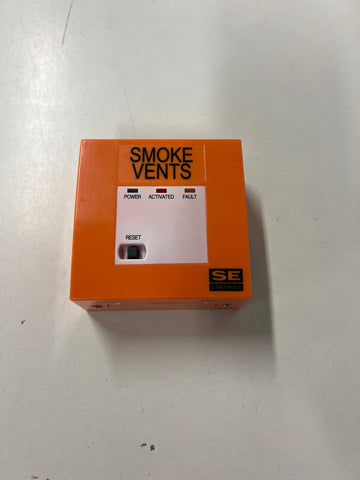 SMOKE
VENTS
POWER ACTIVATED FAULT
RESET
SE
CONTROLS